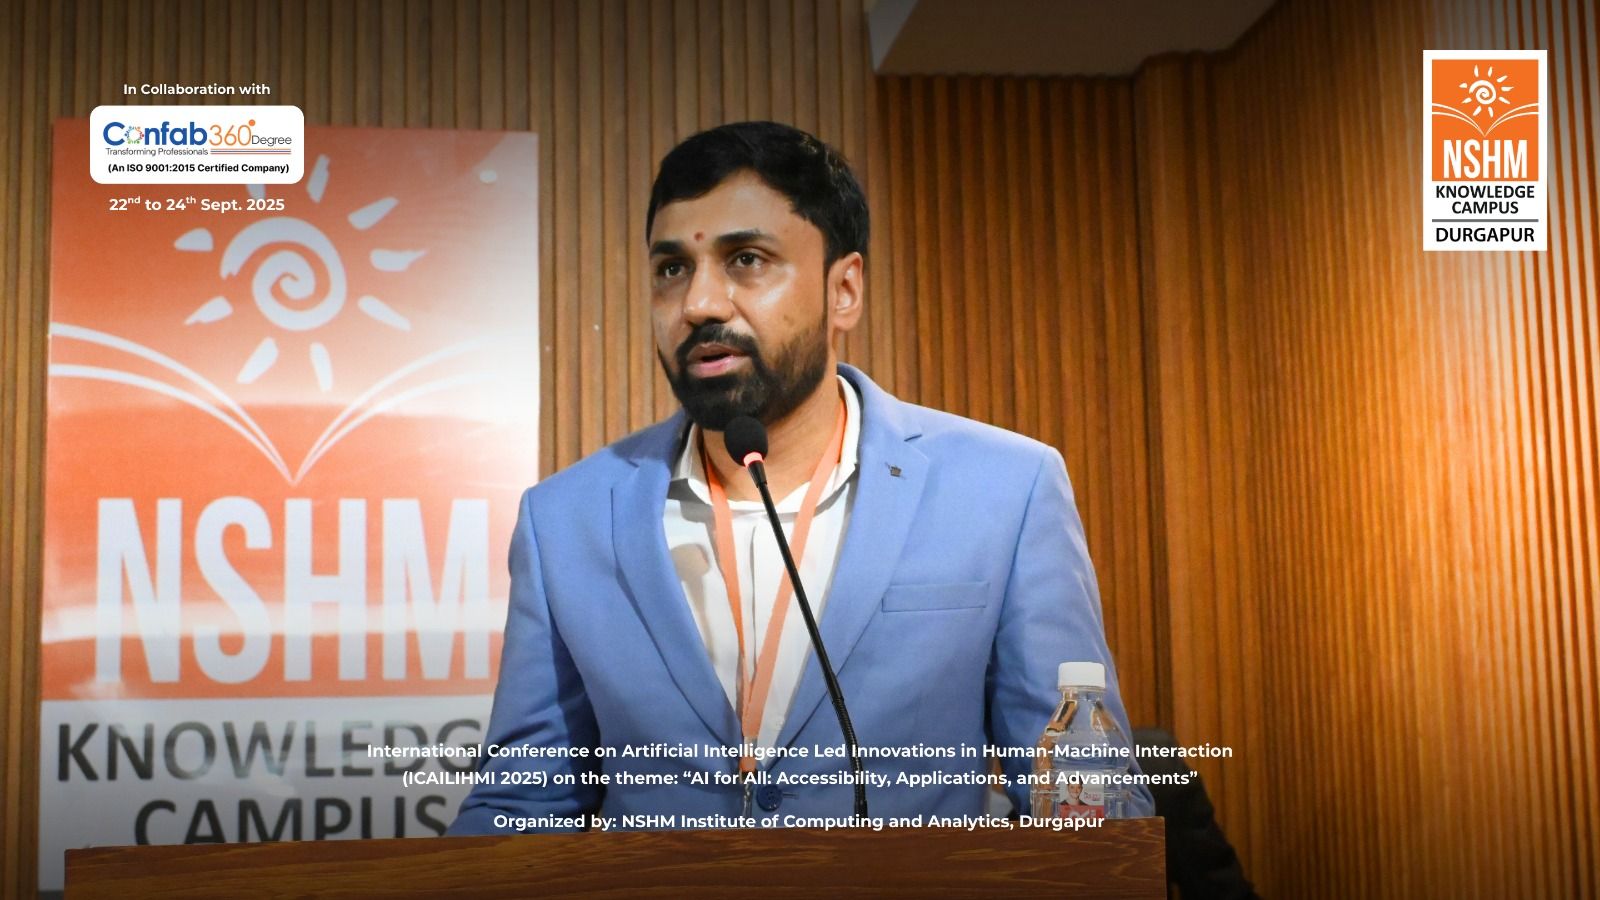 In Collaboration with
Confab360°Degree
Transforming Professionals
(An ISO 9001:2015 Certified Company)
22nd to 24th Sept. 2025
NSHM
KNOWLEDGE
CAMPUS
DURGAPUR
NSHM
KNOWLEDGE
CAMPUS
International Conference on Artificial Intelligence Led Innovations in Human-Machine Interaction
(ICAILIHMI 2025) on the theme: “AI for All: Accessibility, Applications, and Advancements”
Organized by: NSHM Institute of Computing and Analytics, Durgapur